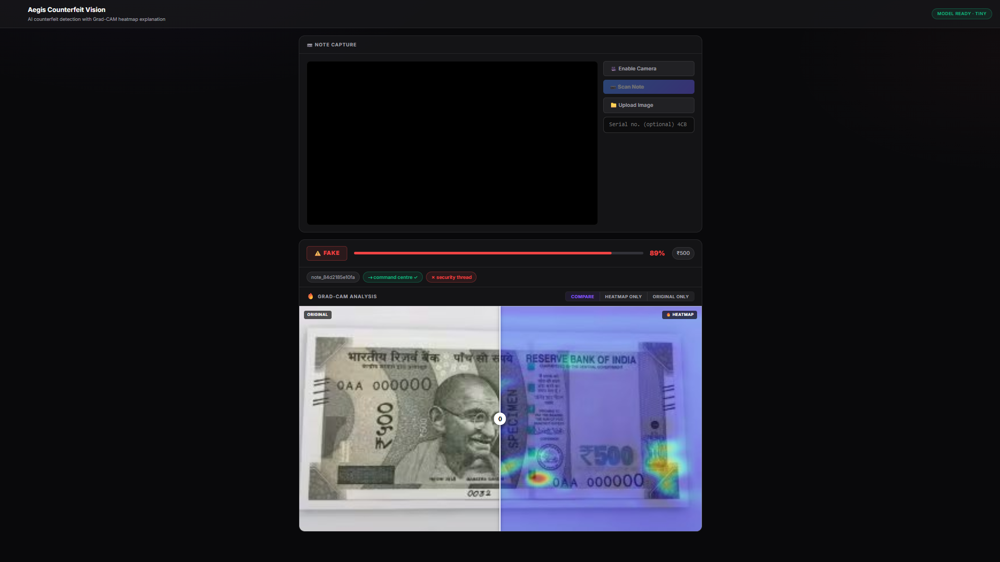 Aegis Counterfeit Vision
AI counterfeit detection with Grad-CAM heatmap explanation
MODEL READY - TINY
NOTE CAPTURE
Enable Camera
Scan Note
Upload Image
Serial no. (optional) 4CB
FAKE
89%
₹500
note_84d2185e10fa
→ command centre ✓
× security thread
GRAD-CAM ANALYSIS
COMPARE
HEATMAP ONLY
ORIGINAL ONLY
ORIGINAL
HEATMAP
भारतीय रिज़र्व बैंक पाँच सौ रुपये RESERVE BANK OF INDIA
0AA 000000
₹५००
SPECIMEN
₹500
0AA 000000
0032